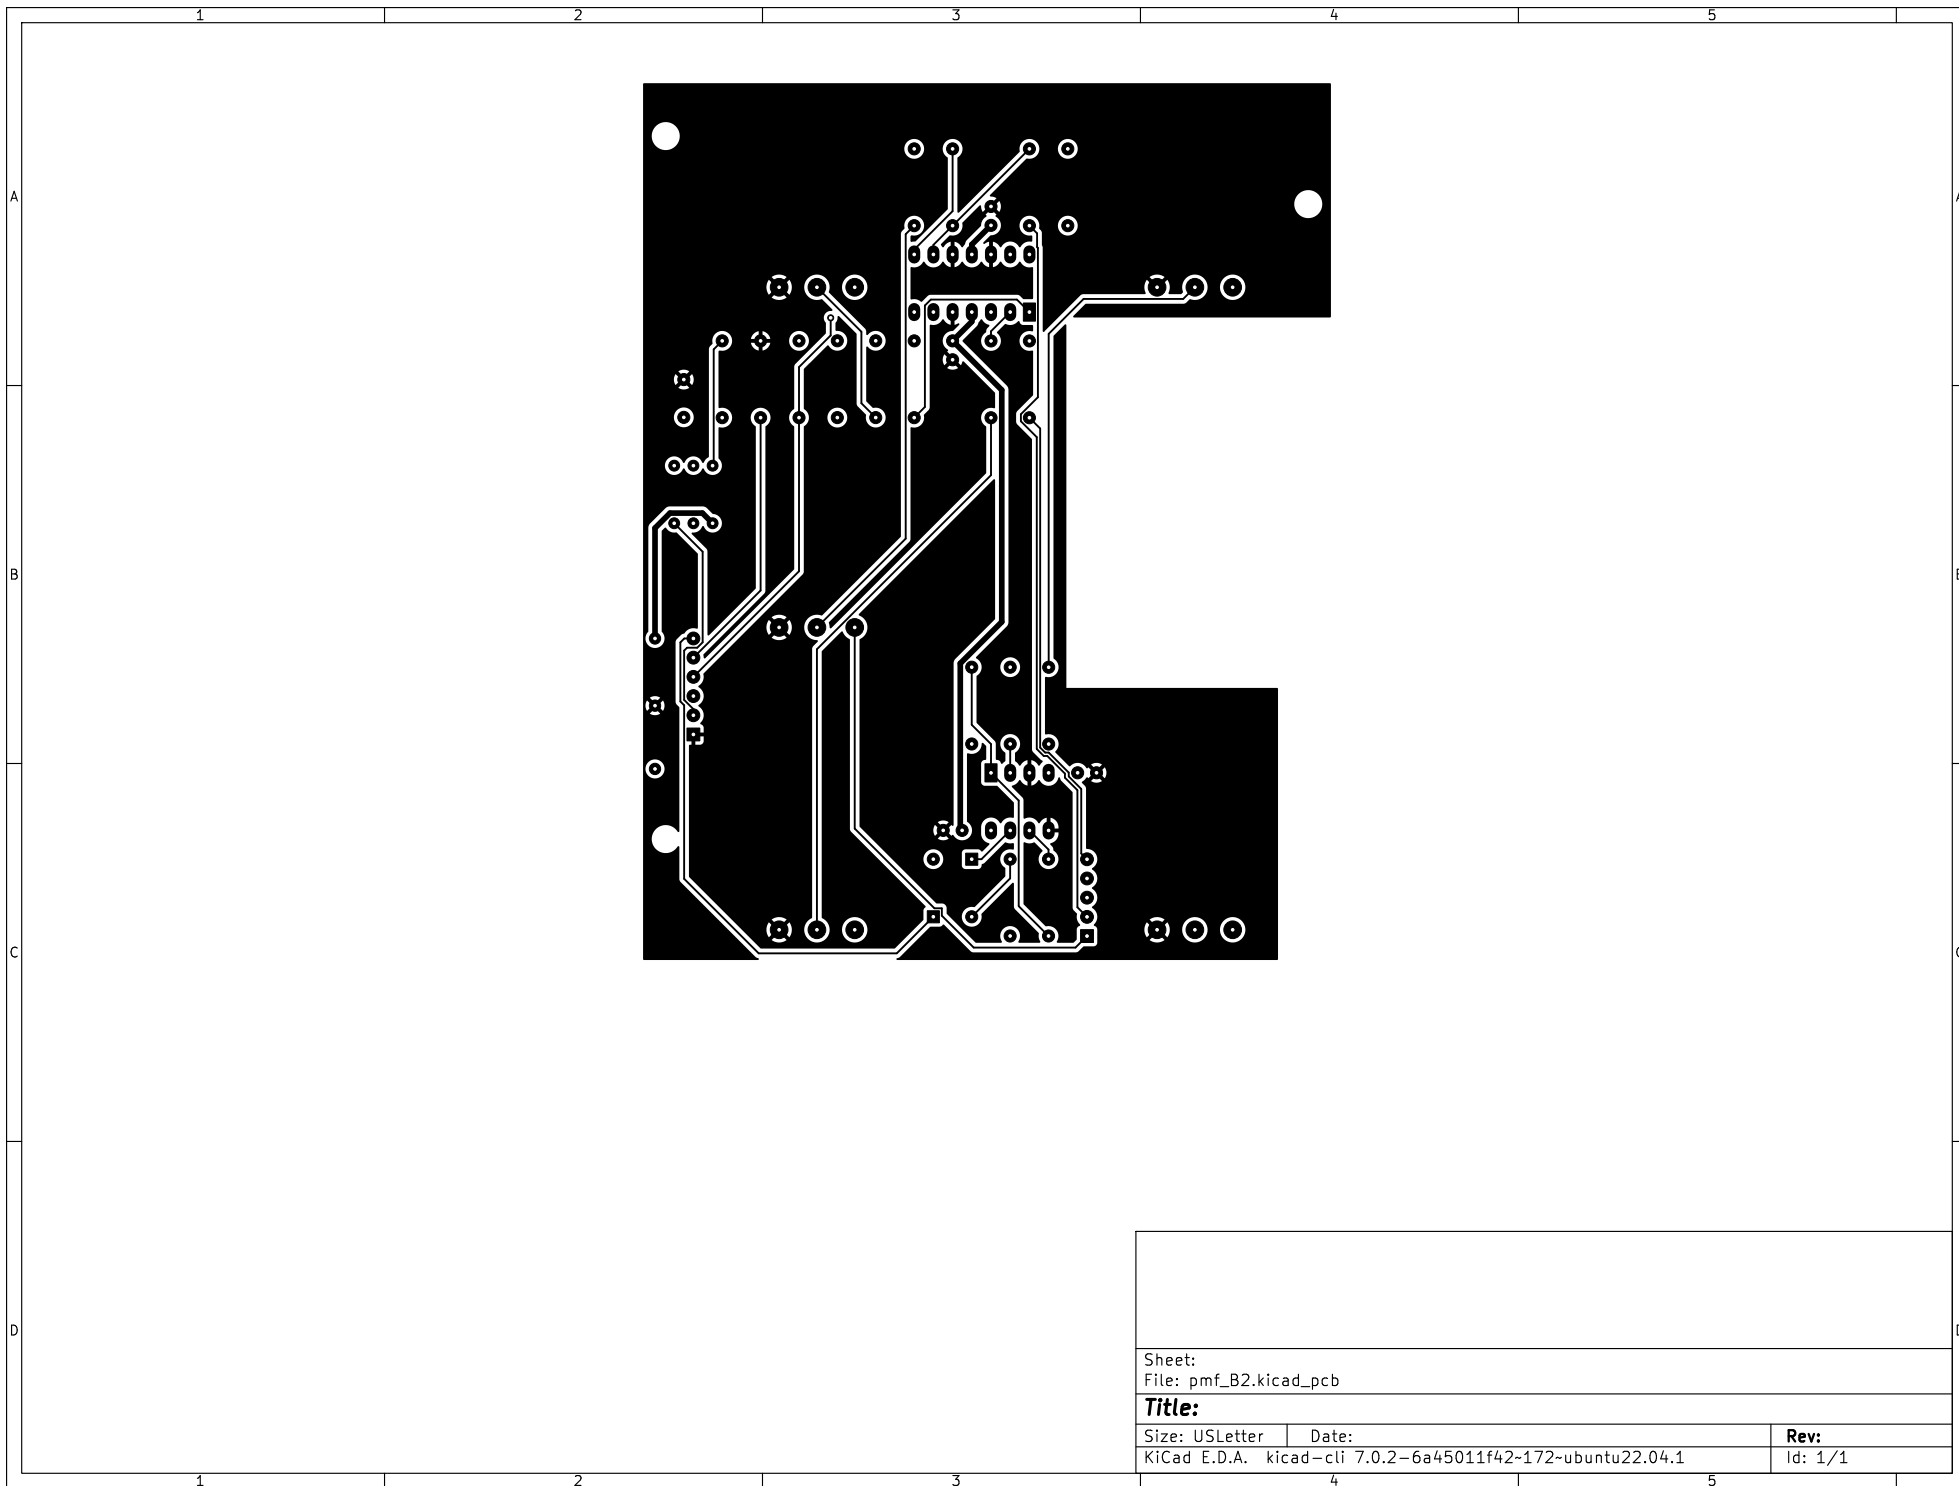 1 2 3 4 5
A A
B
C
D
Sheet:
File: pmf_B2.kicad_pcb
Title:
Size: USLetter Date: Rev:
KiCad E.D.A. kicad-cli 7.0.2-6a45011f42~172~ubuntu22.04.1 Id: 1/1
1 2 3 4 5